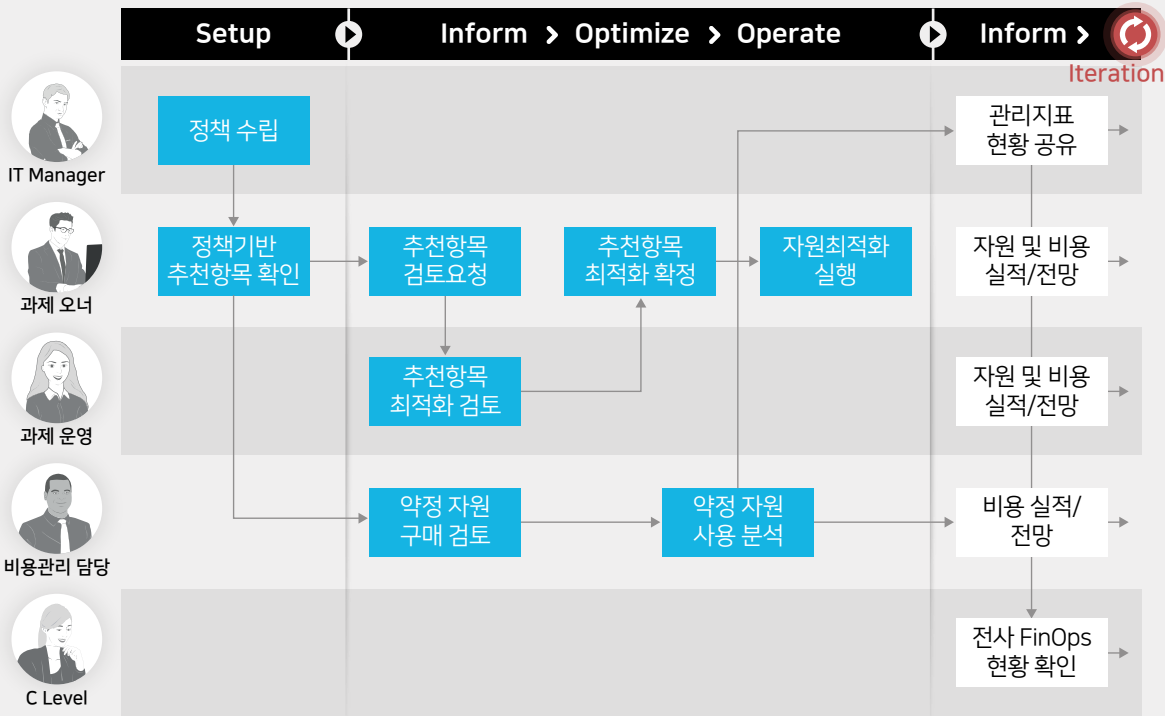 Setup
Inform > Optimize > Operate
Inform >
Iteration
IT Manager
정책 수립
관리지표
현황 공유
과제 오너
정책기반
추천항목 확인
추천항목
검토요청
추천항목
최적화 확정
자원최적화
실행
자원 및 비용
실적/전망
과제 운영
추천항목
최적화 검토
자원 및 비용
실적/전망
비용관리 담당
약정 자원
구매 검토
약정 자원
사용 분석
비용 실적/
전망
C Level
전사 FinOps
현황 확인